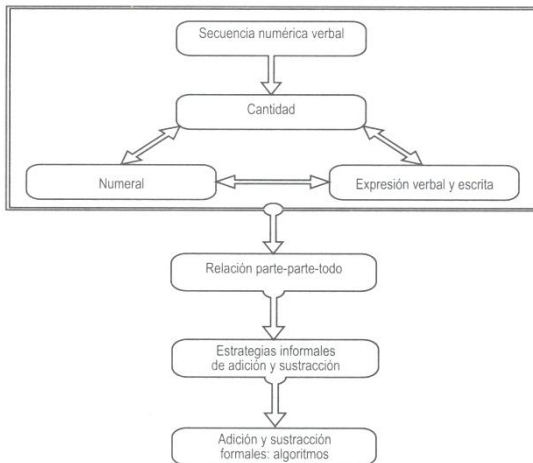 Secuencia numérica verbal
Cantidad
Numeral
Expresión verbal y escrita
Relación parte-parte-todo
Estrategias informales
de adición y sustracción
Adición y sustracción
formales: algoritmos